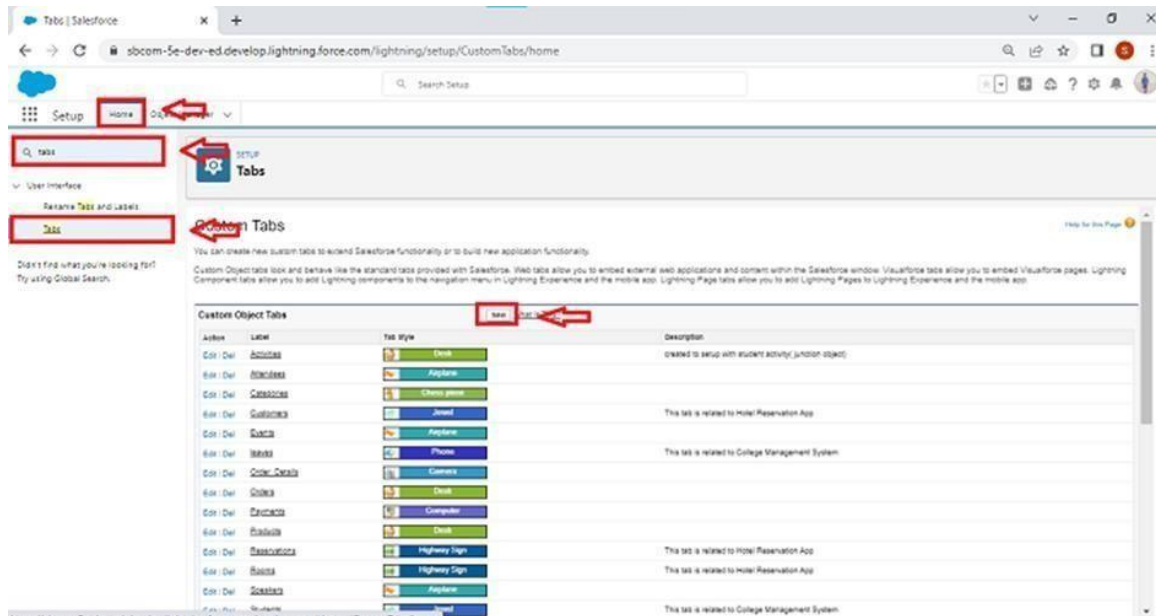 Tabs | Salesforce
sbcom-5e-dev-ed.develop.lightning.force.com/lightning/setup/CustomTabs/home
S
Search Setup
Setup Home
tabs
SETUP
Tabs
User Interface
Rename Tabs and Labels
Tabs
Didn't find what you're looking for?
Try using Global Search.
Custom Tabs
Help for this Page
You can create new custom tabs to extend Salesforce functionality or to build new application functionality.
Custom Object tabs look and behave like the standard tabs provided with Salesforce. Web tabs allow you to embed external web applications and content within the Salesforce window. Visualforce tabs allow you to embed Visualforce pages. Lightning
Component tabs allow you to add Lightning components to the navigation menu in Lightning Experience and the mobile app. Lightning Page tabs allow you to add Lightning Pages to Lightning Experience and the mobile app.
Custom Object Tabs New What Is
Action Label Tab Style Description
Edit | Del Activities Desk created to setup with student activity( junction object)
Edit | Del Attendees Airplane
Edit | Del Categories Chess piece
Edit | Del Customers Jewel This tab is related to Hotel Reservation App
Edit | Del Events Airplane
Edit | Del leaves Phone This tab is related to College Management System
Edit | Del Order_Details Camera
Edit | Del Orders Desk
Edit | Del Payments Computer
Edit | Del Products Desk
Edit | Del Reservations Highway Sign This tab is related to Hotel Reservation App
Edit | Del Rooms Highway Sign This tab is related to Hotel Reservation App
Edit | Del Speakers Airplane
Edit | Del Students Jewel This tab is related to College Management System